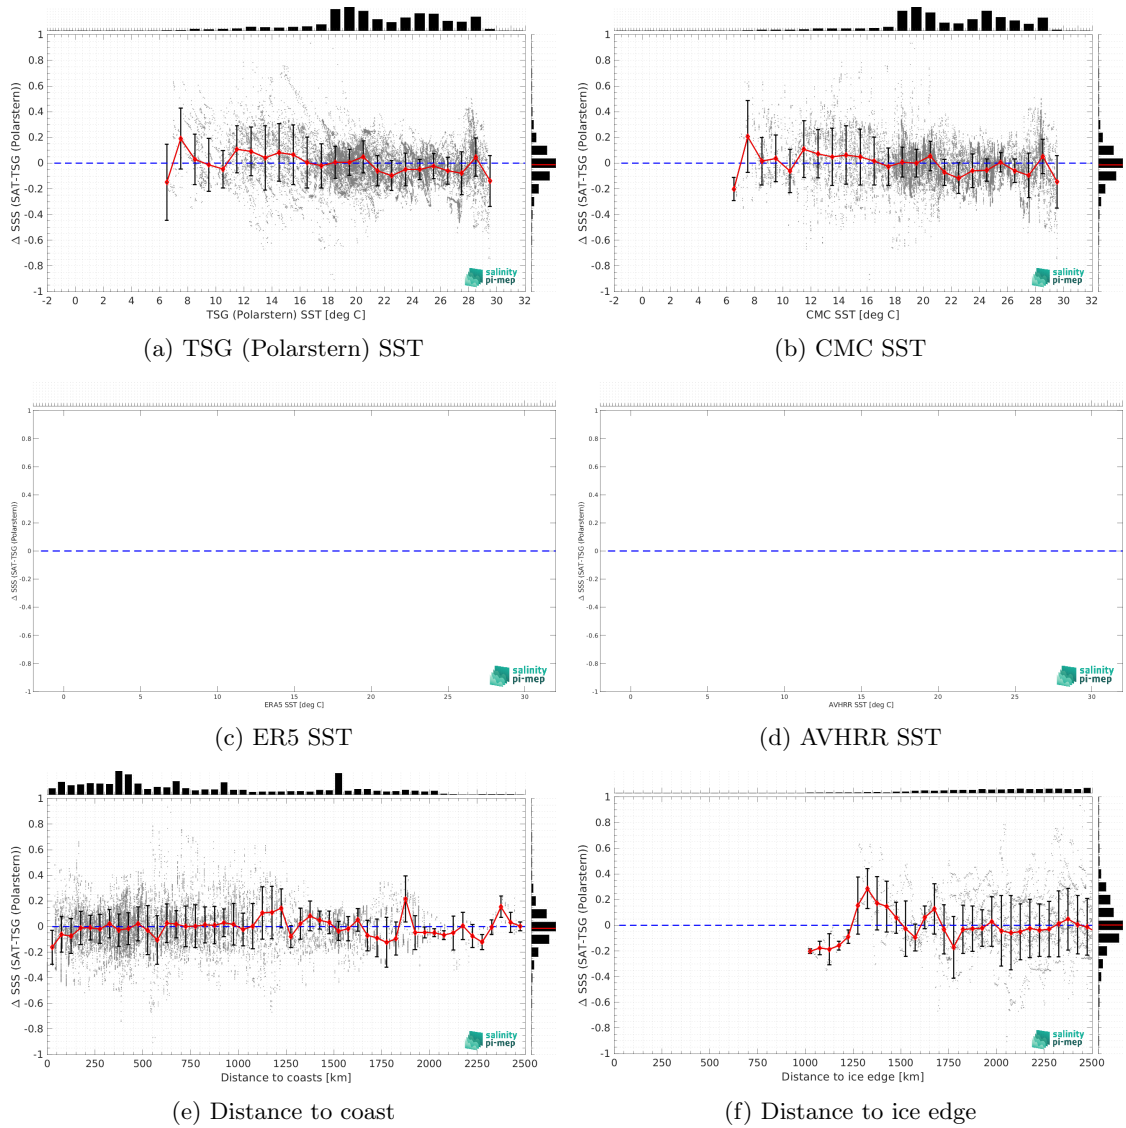 1
0.8
0.6
0.4
0.2
0
-0.2
-0.4
-0.6
-0.8
-1
Δ SSS (SAT-TSG (Polarstern))
salinity
pi-mep
-2 0 2 4 6 8 10 12 14 16 18 20 22 24 26 28 30 32
TSG (Polarstern) SST [deg C]
(a) TSG (Polarstern) SST
1
0.8
0.6
0.4
0.2
0
-0.2
-0.4
-0.6
-0.8
-1
Δ SSS (SAT-TSG (Polarstern))
salinity
pi-mep
-2 0 2 4 6 8 10 12 14 16 18 20 22 24 26 28 30 32
CMC SST [deg C]
(b) CMC SST
1
0.8
0.6
0.4
0.2
0
-0.2
-0.4
-0.6
-0.8
-1
Δ SSS (SAT-TSG (Polarstern))
salinity
pi-mep
0 5 10 15 20 25 30
ERA5 SST [deg C]
(c) ER5 SST
1
0.8
0.6
0.4
0.2
0
-0.2
-0.4
-0.6
-0.8
-1
Δ SSS (SAT-TSG (Polarstern))
salinity
pi-mep
0 5 10 15 20 25 30
AVHRR SST [deg C]
(d) AVHRR SST
1
0.8
0.6
0.4
0.2
0
-0.2
-0.4
-0.6
-0.8
-1
Δ SSS (SAT-TSG (Polarstern))
salinity
pi-mep
0 250 500 750 1000 1250 1500 1750 2000 2250 2500
Distance to coasts [km]
(e) Distance to coast
1
0.8
0.6
0.4
0.2
0
-0.2
-0.4
-0.6
-0.8
-1
Δ SSS (SAT-TSG (Polarstern))
salinity
pi-mep
0 250 500 750 1000 1250 1500 1750 2000 2250 2500
Distance to ice edge [km]
(f) Distance to ice edge